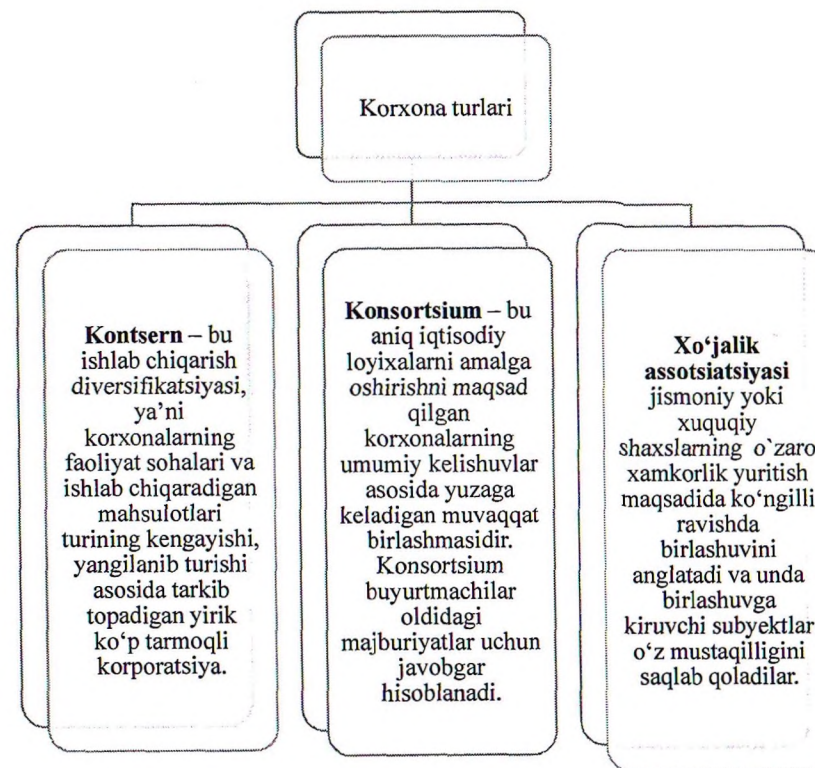 Korxona turlari
Kontsern – bu
ishlab chiqarish
diversifikatsiyasi,
ya’ni
korxonalarning
faoliyat sohalari va
ishlab chiqaradigan
mahsulotlari
turining kengayishi,
yangilanib turishi
asosida tarkib
topadigan yirik
ko‘p tarmoqli
korporatsiya.
Konsortsium – bu
aniq iqtisodiy
loyixalarni amalga
oshirishni maqsad
qilgan
korxonalarning
umumiy kelishuvlar
asosida yuzaga
keladigan muvaqqat
birlashmasidir.
Konsortsium
buyurtmachilar
oldidagi
majburiyatlar uchun
javobgar
hisoblanadi.
Xo‘jalik
assotsiatsiyasi
jismoniy yoki
xuquqiy
shaxslarning o`zaro
xamkorlik yuritish
maqsadida ko‘ngilli
ravishda
birlashuvini
anglatadi va unda
birlashuvga
kiruvchi subyektlar
o‘z mustaqilligini
saqlab qoladilar.